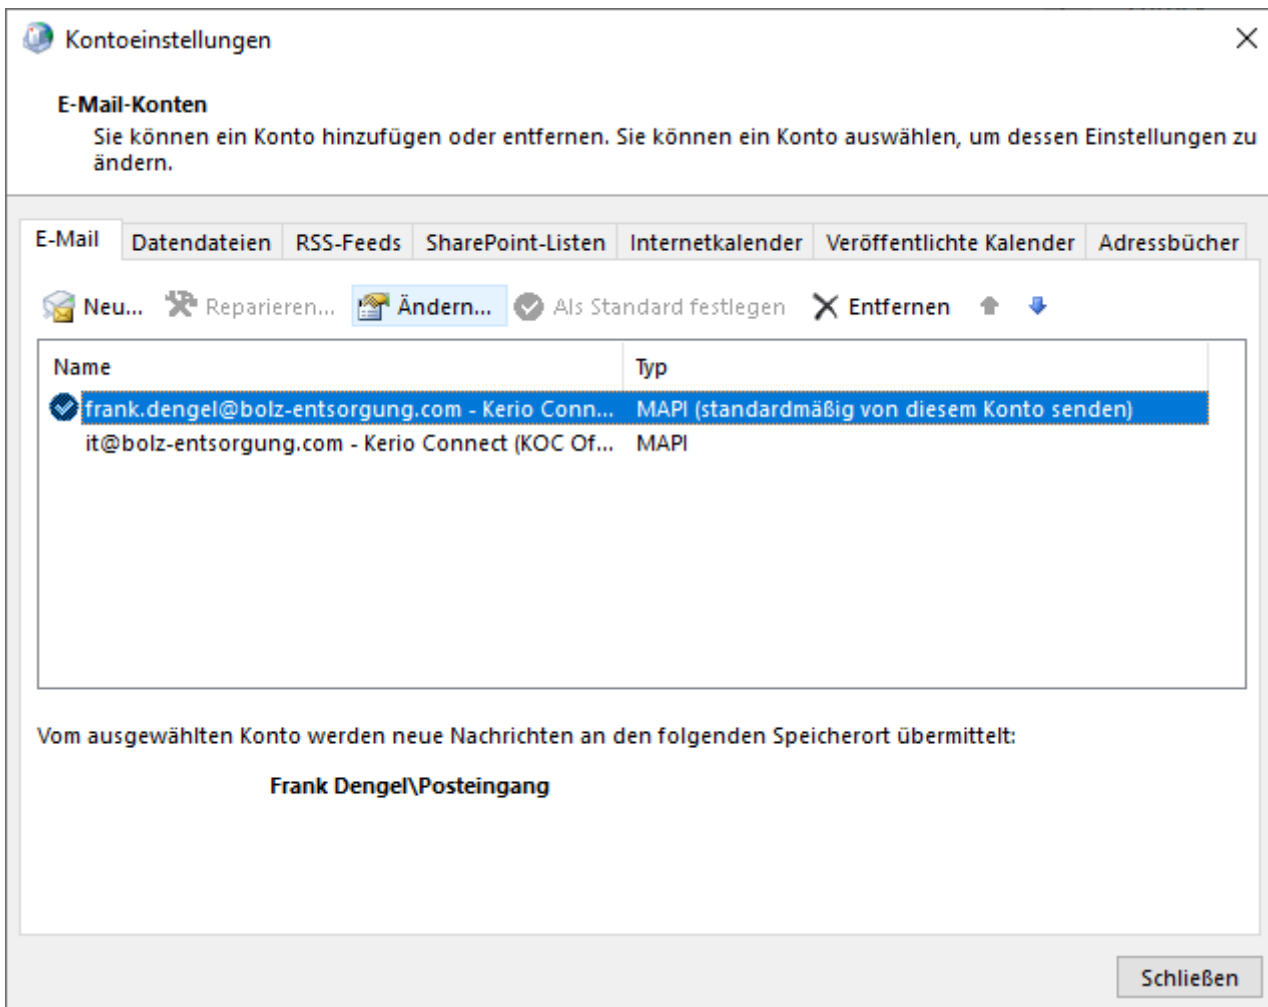 Kontoeinstellungen
E-Mail-Konten
Sie können ein Konto hinzufügen oder entfernen. Sie können ein Konto auswählen, um dessen Einstellungen zu
ändern.
E-Mail Datendateien RSS-Feeds SharePoint-Listen Internetkalender Veröffentlichte Kalender Adressbücher
Neu... Reparieren... Ändern... Als Standard festlegen Entfernen
Name Typ
frank.dengel@bolz-entsorgung.com - Kerio Conn... MAPI (standardmäßig von diesem Konto senden)
it@bolz-entsorgung.com - Kerio Connect (KOC Of... MAPI
Vom ausgewählten Konto werden neue Nachrichten an den folgenden Speicherort übermittelt:
Frank Dengel\Posteingang
Schließen